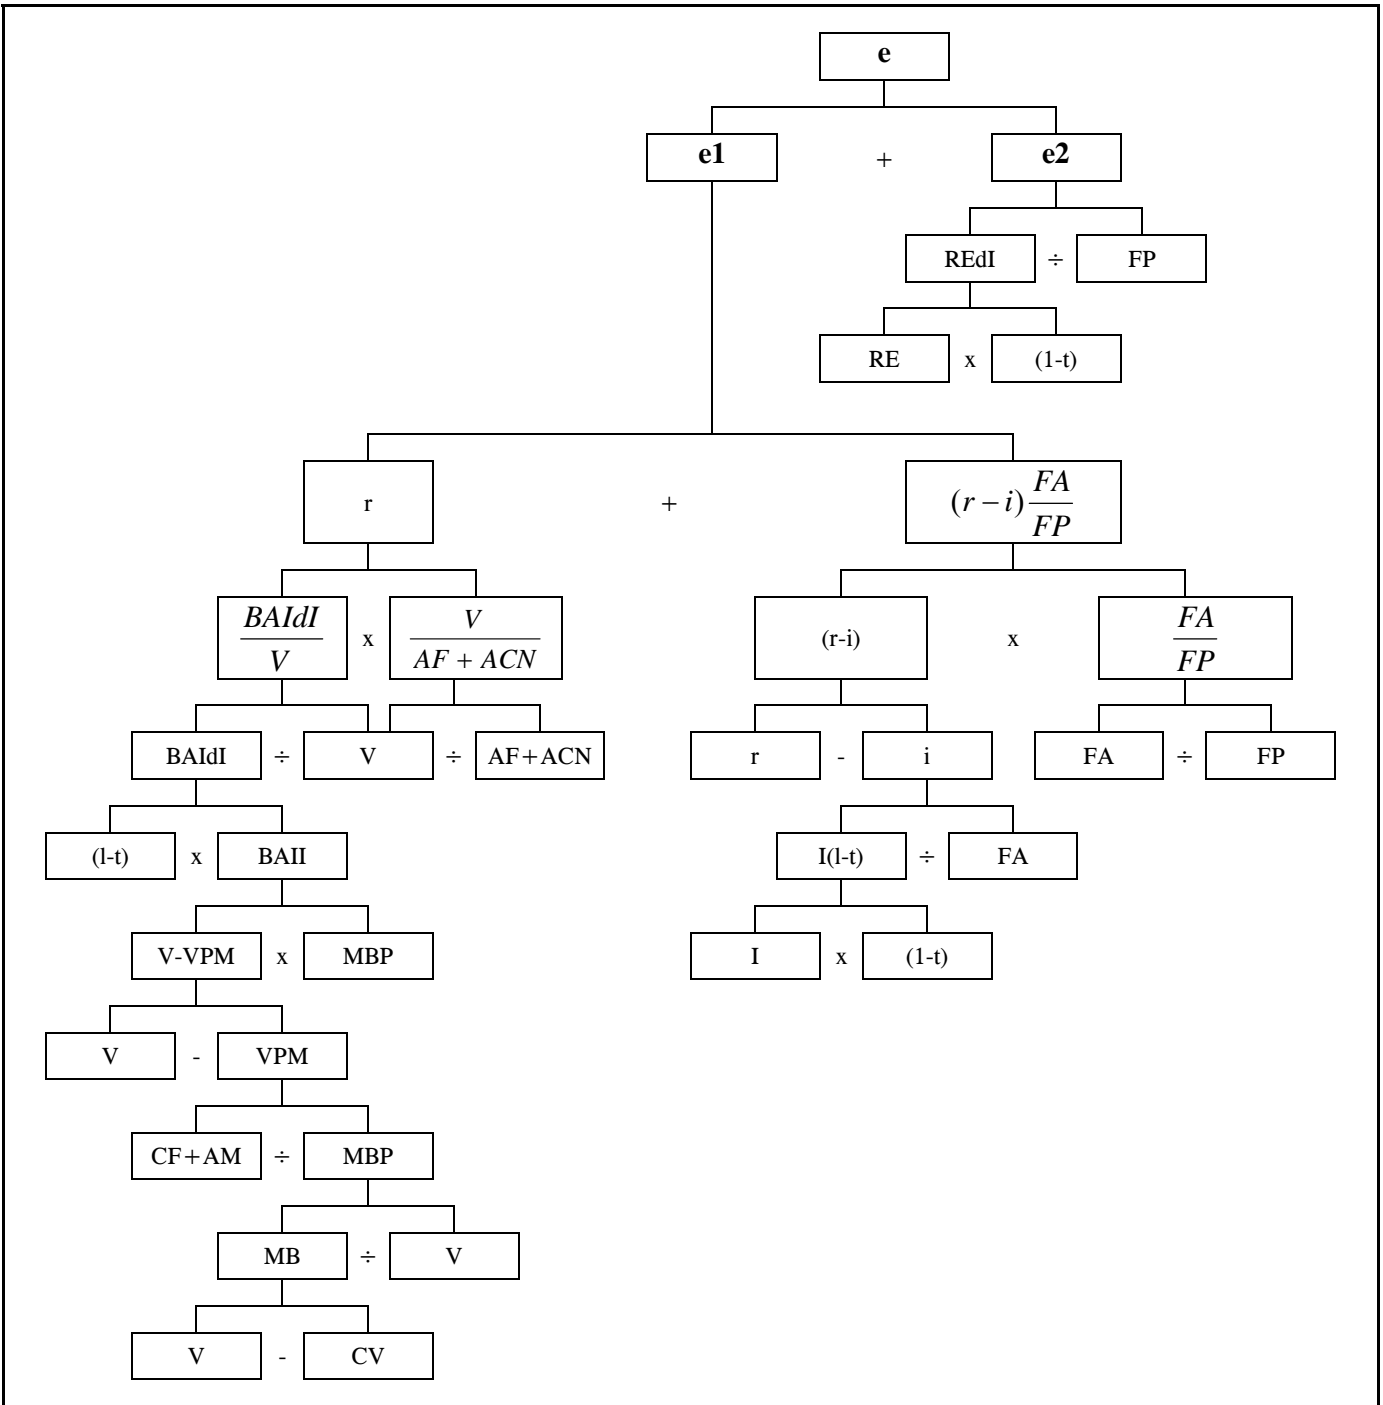 e
e1 + e2
REdI ÷ FP
RE x (1-t)
r + (r – i) FA / FP
BAIdI / V x V / AF + ACN
(r-i) x FA / FP
BAIdI ÷ V ÷ AF+ACN
r - i
FA ÷ FP
(l-t) x BAII
I(l-t) ÷ FA
V-VPM x MBP
I x (1-t)
V - VPM
CF+AM ÷ MBP
MB ÷ V
V - CV